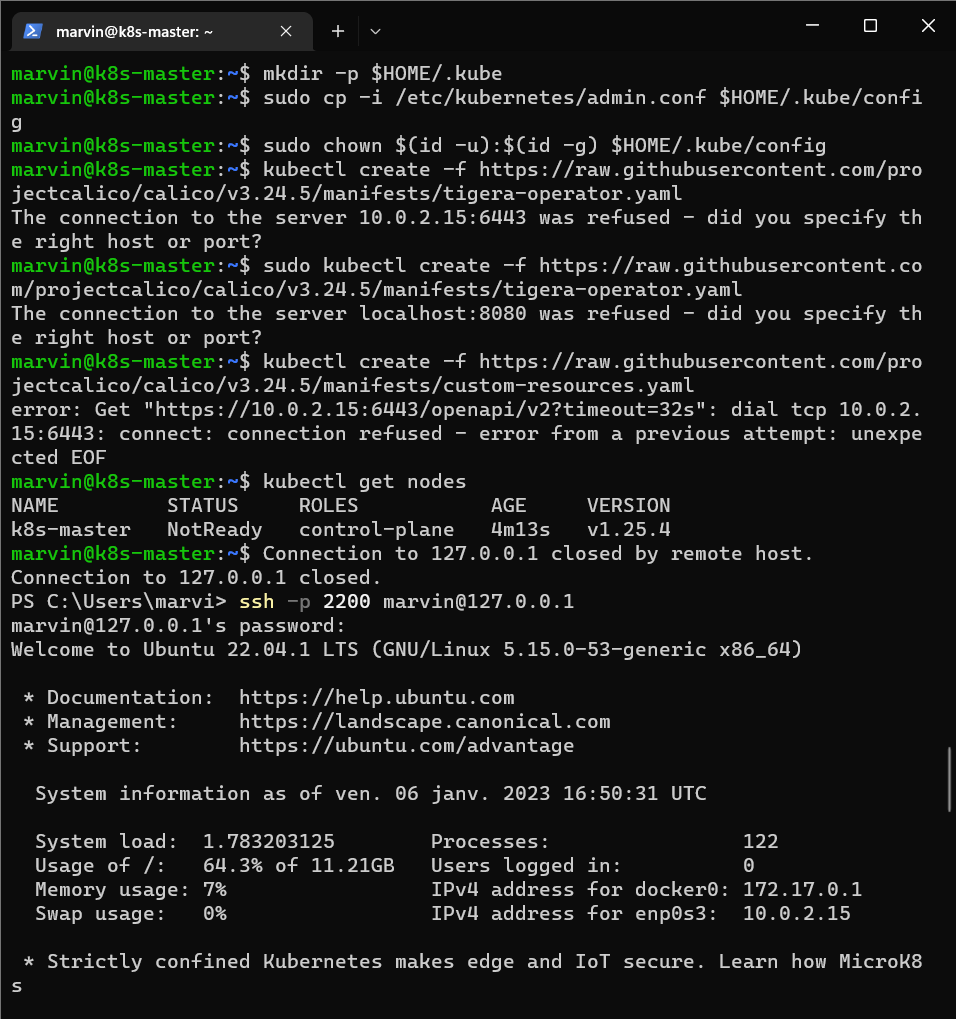 marvin@k8s-master: ~
marvin@k8s-master:~$ mkdir -p $HOME/.kube
marvin@k8s-master:~$ sudo cp -i /etc/kubernetes/admin.conf $HOME/.kube/confi
g
marvin@k8s-master:~$ sudo chown $(id -u):$(id -g) $HOME/.kube/config
marvin@k8s-master:~$ kubectl create -f https://raw.githubusercontent.com/pro
jectcalico/calico/v3.24.5/manifests/tigera-operator.yaml
The connection to the server 10.0.2.15:6443 was refused - did you specify th
e right host or port?
marvin@k8s-master:~$ sudo kubectl create -f https://raw.githubusercontent.co
m/projectcalico/calico/v3.24.5/manifests/tigera-operator.yaml
The connection to the server localhost:8080 was refused - did you specify th
e right host or port?
marvin@k8s-master:~$ kubectl create -f https://raw.githubusercontent.com/pro
jectcalico/calico/v3.24.5/manifests/custom-resources.yaml
error: Get "https://10.0.2.15:6443/openapi/v2?timeout=32s": dial tcp 10.0.2.
15:6443: connect: connection refused - error from a previous attempt: unexpe
cted EOF
marvin@k8s-master:~$ kubectl get nodes
NAME         STATUS     ROLES           AGE     VERSION
k8s-master   NotReady   control-plane   4m13s   v1.25.4
marvin@k8s-master:~$ Connection to 127.0.0.1 closed by remote host.
Connection to 127.0.0.1 closed.
PS C:\Users\marvi> ssh -p 2200 marvin@127.0.0.1
marvin@127.0.0.1's password:
Welcome to Ubuntu 22.04.1 LTS (GNU/Linux 5.15.0-53-generic x86_64)
* Documentation:  https://help.ubuntu.com
* Management:     https://landscape.canonical.com
* Support:        https://ubuntu.com/advantage
System information as of ven. 06 janv. 2023 16:50:31 UTC
System load:  1.783203125        Processes:                122
Usage of /:   64.3% of 11.21GB   Users logged in:          0
Memory usage: 7%                 IPv4 address for docker0: 172.17.0.1
Swap usage:   0%                 IPv4 address for enp0s3:  10.0.2.15
* Strictly confined Kubernetes makes edge and IoT secure. Learn how MicroK8
s